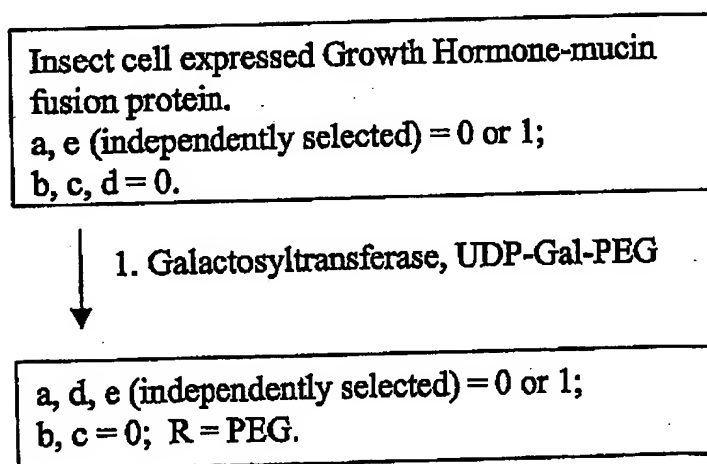 Insect cell expressed Growth Hormone-mucin
fusion protein.
a, e (independently selected) = 0 or 1;
b, c, d = 0.
1. Galactosyltransferase, UDP-Gal-PEG
a, d, e (independently selected) = 0 or 1;
b, c = 0; R = PEG.